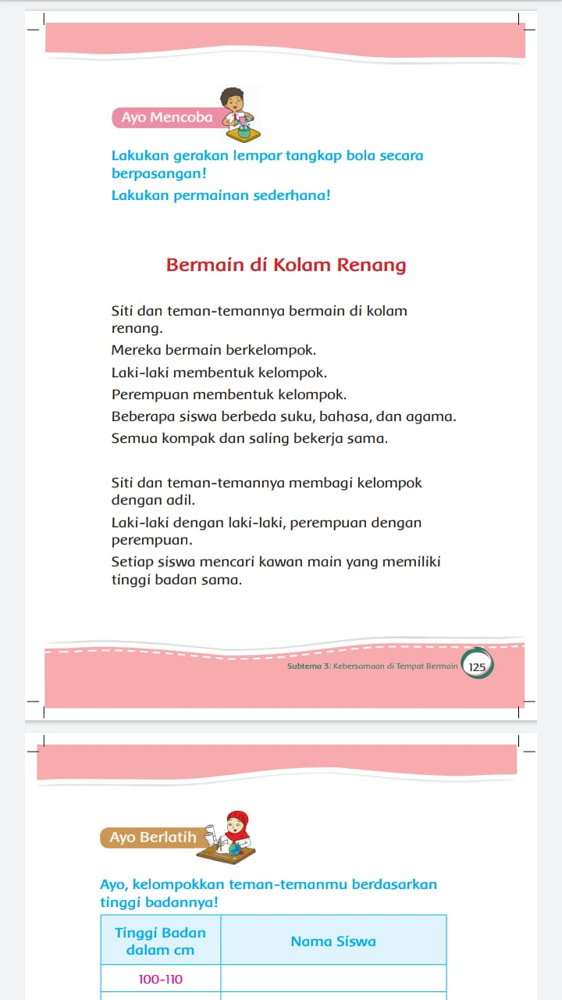 Ayo Mencoba
Lakukan gerakan lempar tangkap bola secara
berpasangan!
Lakukan permainan sederhana!
Bermain di Kolam Renang
Siti dan teman-temannya bermain di kolam
renang.
Mereka bermain berkelompok.
Laki-laki membentuk kelompok.
Perempuan membentuk kelompok.
Beberapa siswa berbeda suku, bahasa, dan agama.
Semua kompak dan saling bekerja sama.
Siti dan teman-temannya membagi kelompok
dengan adil.
Laki-laki dengan laki-laki, perempuan dengan
perempuan.
Setiap siswa mencari kawan main yang memiliki
tinggi badan sama.
Subtema 3: Kebersamaan di Tempat Bermain 125
Ayo Berlatih
Ayo, kelompokkan teman-temanmu berdasarkan
tinggi badannya!
Tinggi Badan
dalam cm
Nama Siswa
100-110